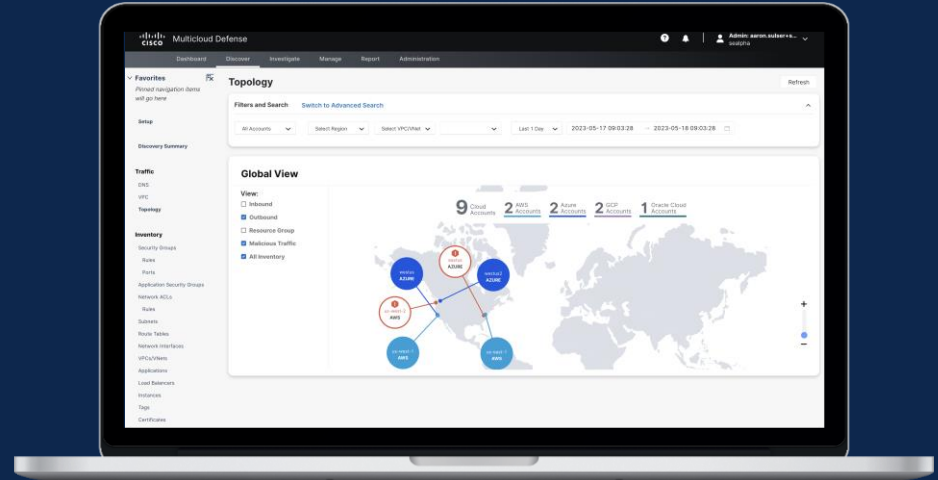 CISCO Multicloud Defense
Admin: aaron.sulser+s...
sealpha
Dashboard Discover Investigate Manage Report Administration
Favorites
Pinned navigation items
will go here
Setup
Discovery Summary
Traffic
DNS
VPC
Topology
Inventory
Security Groups
Rules
Ports
Application Security Groups
Network ACLs
Rules
Subnets
Route Tables
Network Interfaces
VPCs/VNets
Applications
Load Balancers
Instances
Tags
Certificates
Topology
Refresh
Filters and Search Switch to Advanced Search
All Accounts Select Region Select VPC/VNet Last 1 Day 2023-05-17 09:03:28 → 2023-05-18 09:03:28
Global View
View:
Inbound
Outbound
Resource Group
Malicious Traffic
All Inventory
9 Cloud Accounts
2 AWS Accounts
2 Azure Accounts
2 GCP Accounts
1 Oracle Cloud Accounts
AZURE
AZURE
westus2
AZURE
AWS
AWS
AWS